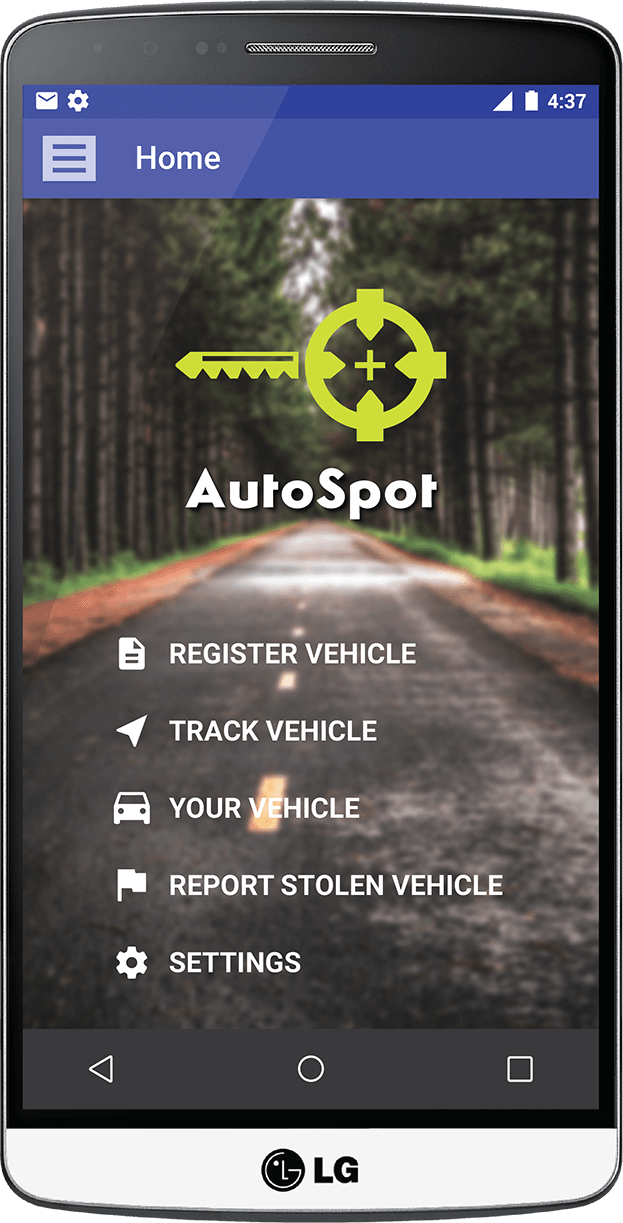 4:37
Home
AutoSpot
REGISTER VEHICLE
TRACK VEHICLE
YOUR VEHICLE
REPORT STOLEN VEHICLE
SETTINGS
LG